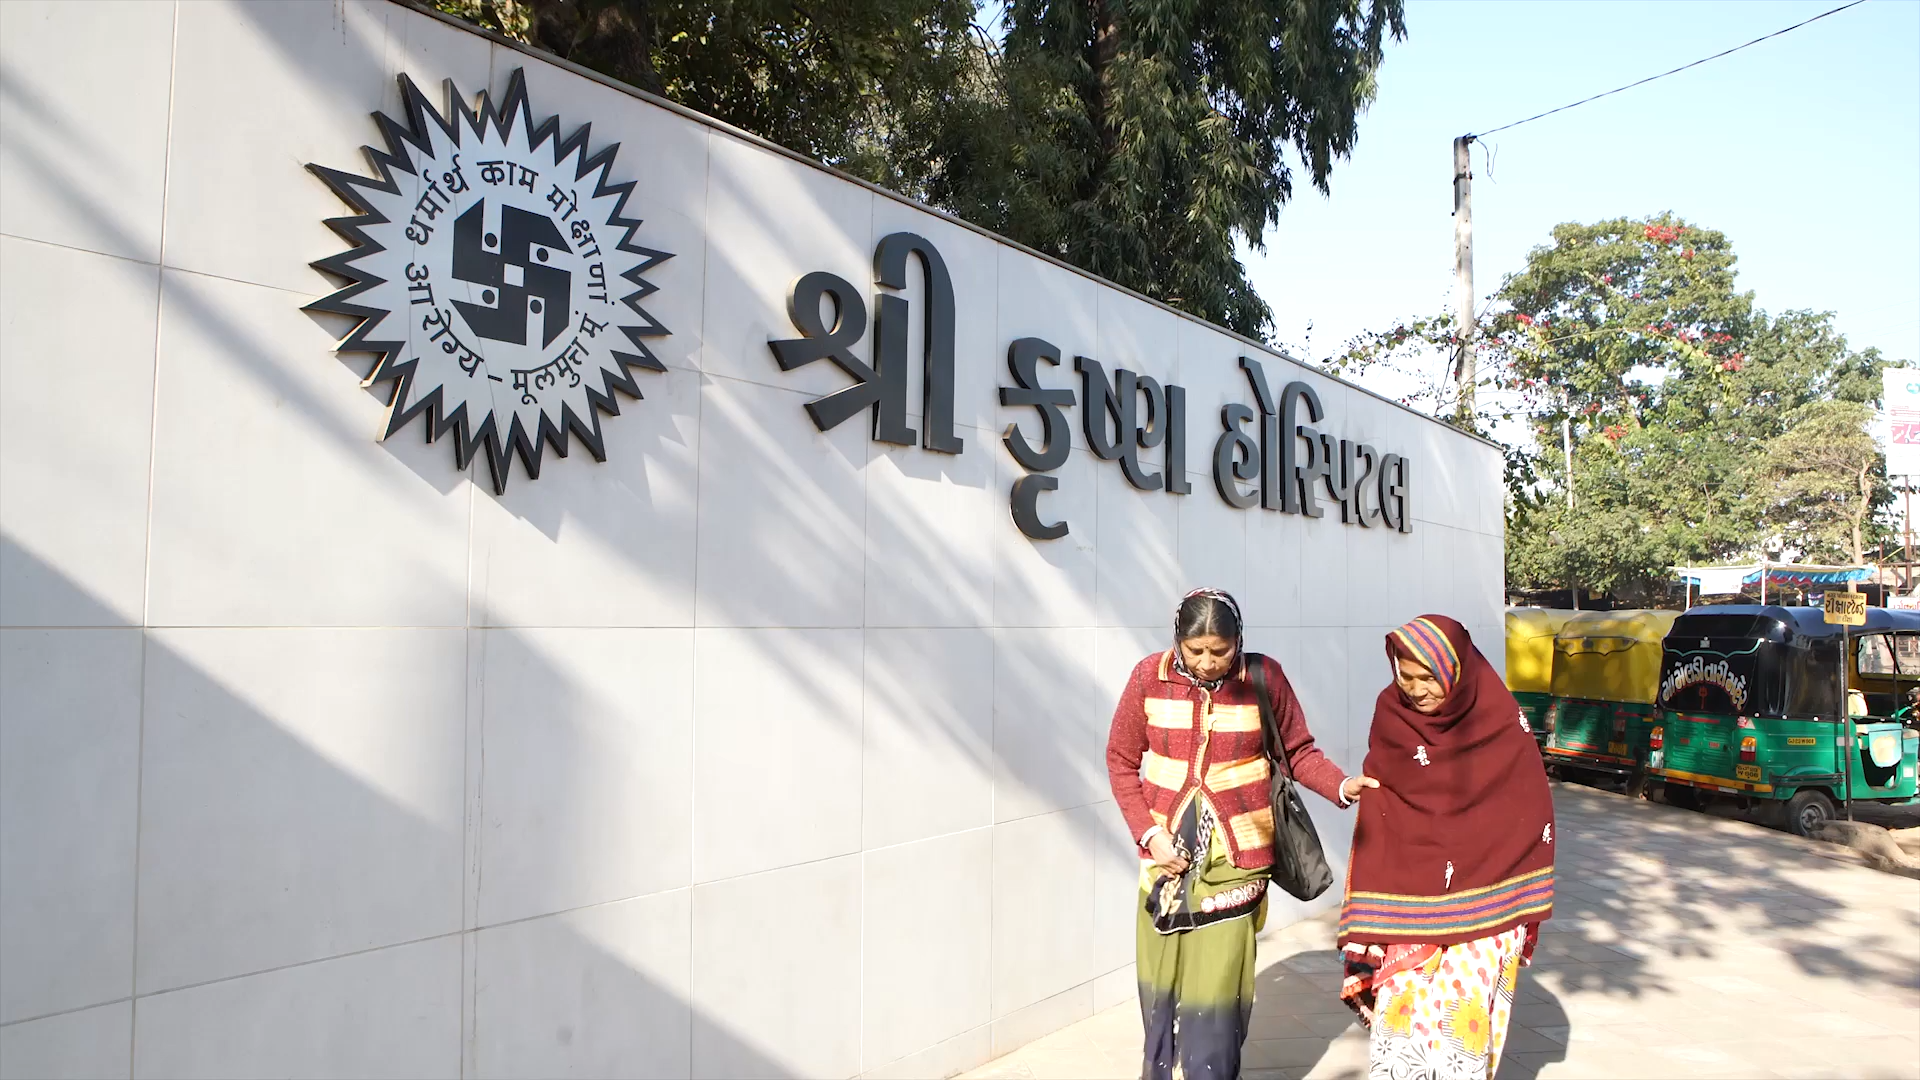 धर्मार्थ काम मोक्षाणां
आरोग्य - मूलमुत्तमं
શ્રી કૃષ્ણ હોસ્પિટલ
રીક્ષાસ્ટેન્ડ